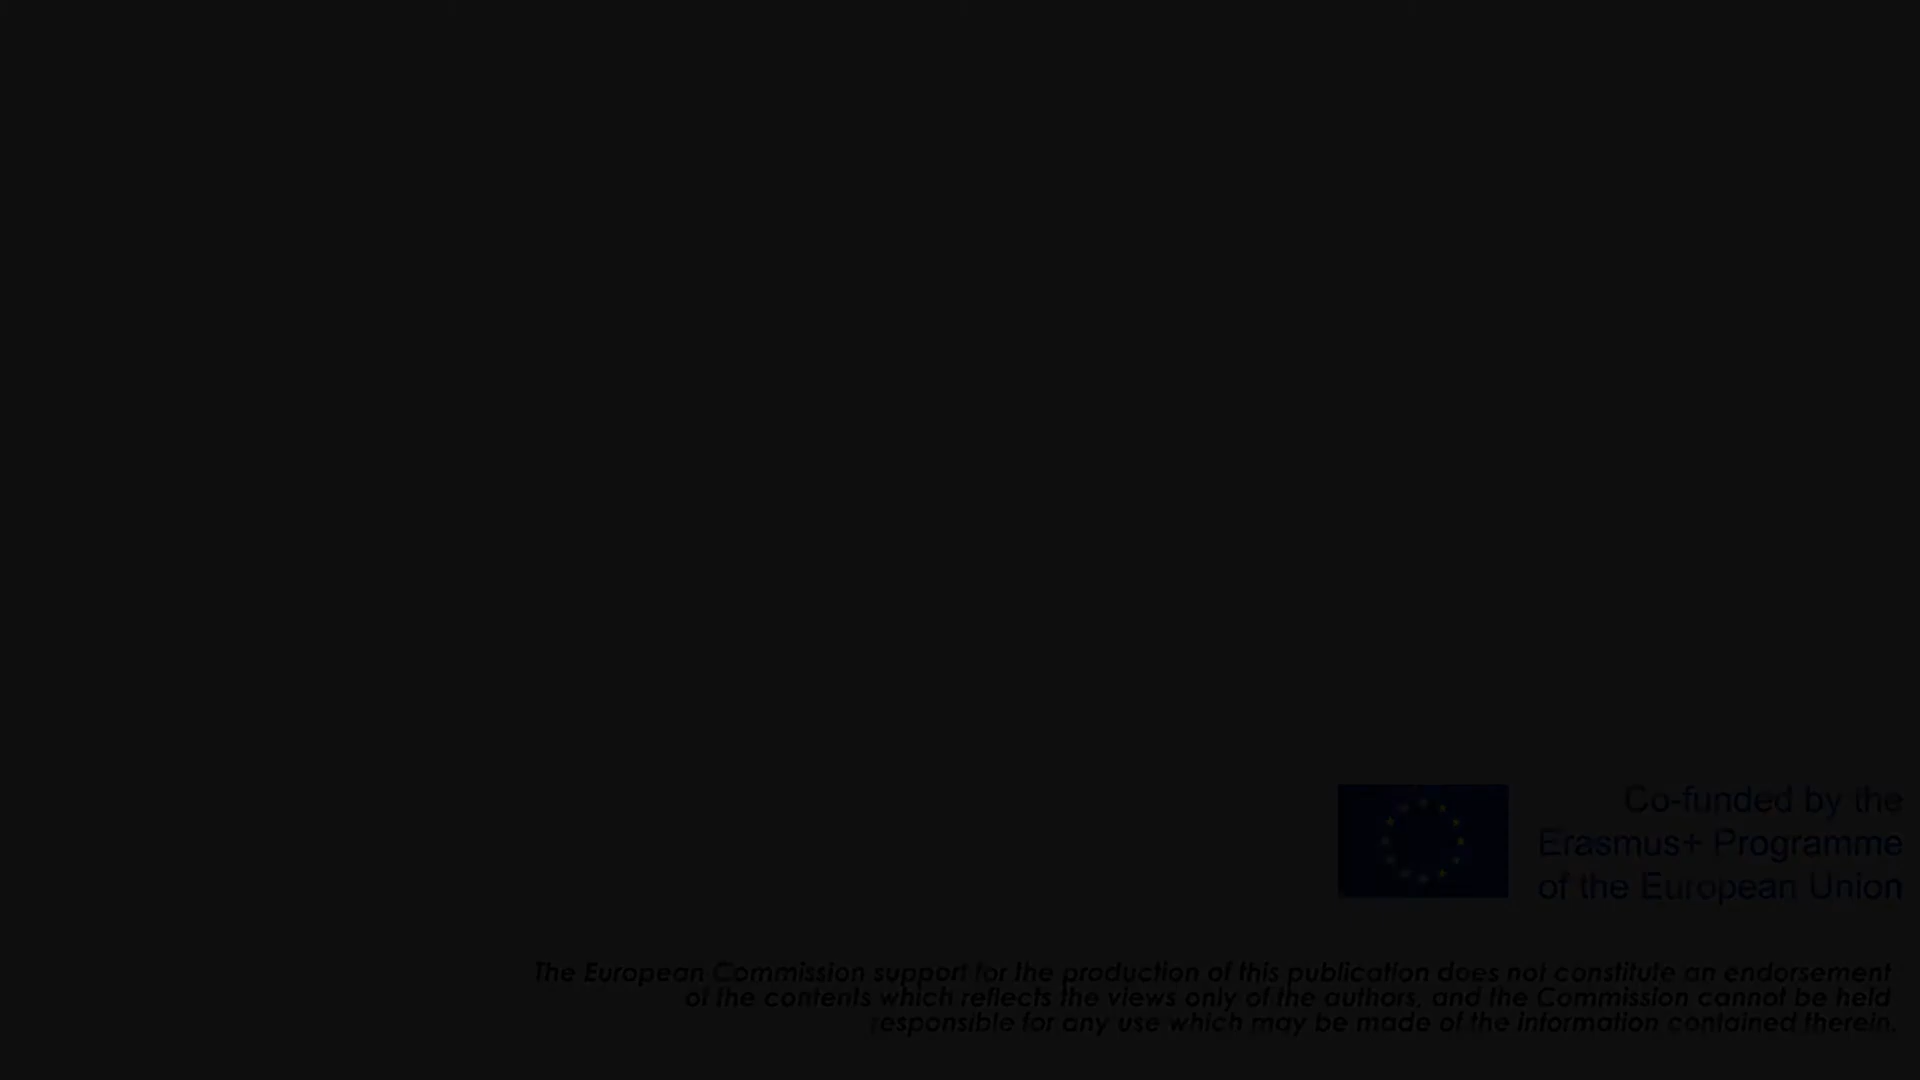 Co-funded by the
Erasmus+ Programme
of the European Union
The European Commission support for the production of this publication does not constitute an endorsement
of the contents which reflects the views only of the authors, and the Commission cannot be held
responsible for any use which may be made of the information contained therein.